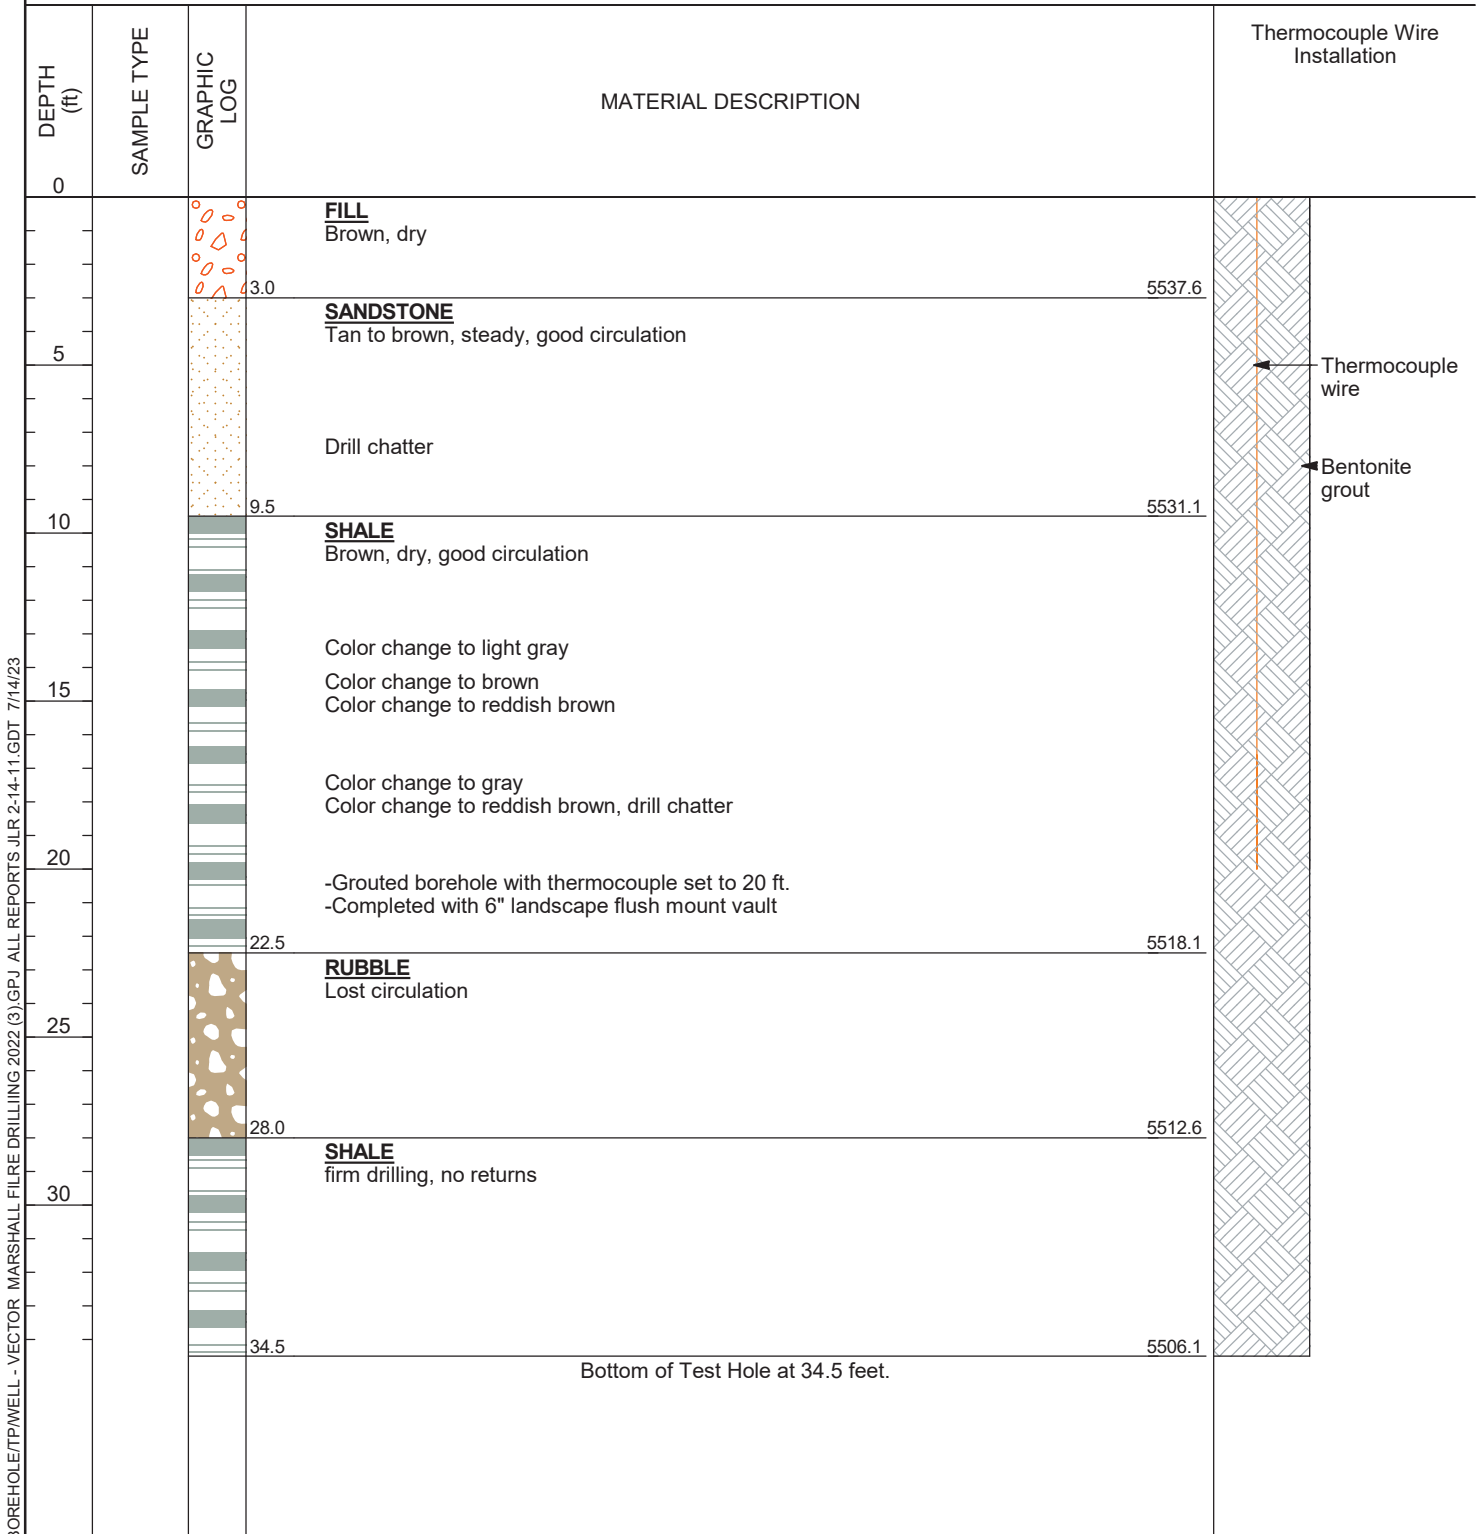 DEPTH
(ft)
SAMPLE TYPE
GRAPHIC
LOG
MATERIAL DESCRIPTION
Thermocouple Wire
Installation
0
FILL
Brown, dry
3.0 5537.6
SANDSTONE
Tan to brown, steady, good circulation
5
Thermocouple
wire
Drill chatter
Bentonite
grout
9.5 5531.1
10
SHALE
Brown, dry, good circulation
Color change to light gray
Color change to brown
15
Color change to reddish brown
Color change to gray
Color change to reddish brown, drill chatter
20
-Grouted borehole with thermocouple set to 20 ft.
-Completed with 6" landscape flush mount vault
22.5 5518.1
RUBBLE
Lost circulation
25
28.0 5512.6
SHALE
firm drilling, no returns
30
34.5 5506.1
Bottom of Test Hole at 34.5 feet.
BOREHOLE/TP/WELL - VECTOR MARSHALL FILRE DRILLIING 2022 (3).GPJ ALL REPORTS JLR 2-14-11.GDT 7/14/23